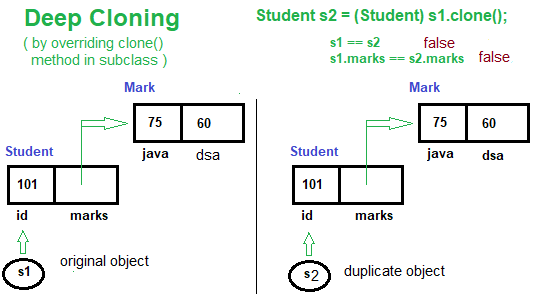 Deep Cloning
( by overriding clone()
method in subclass )
Student s2 = (Student) s1.clone();
s1 == s2 false
s1.marks == s2.marks false
Mark
75 60
java dsa
Student
101
id marks
s1
original object
Mark
75 60
java dsa
Student
101
id marks
s2
duplicate object